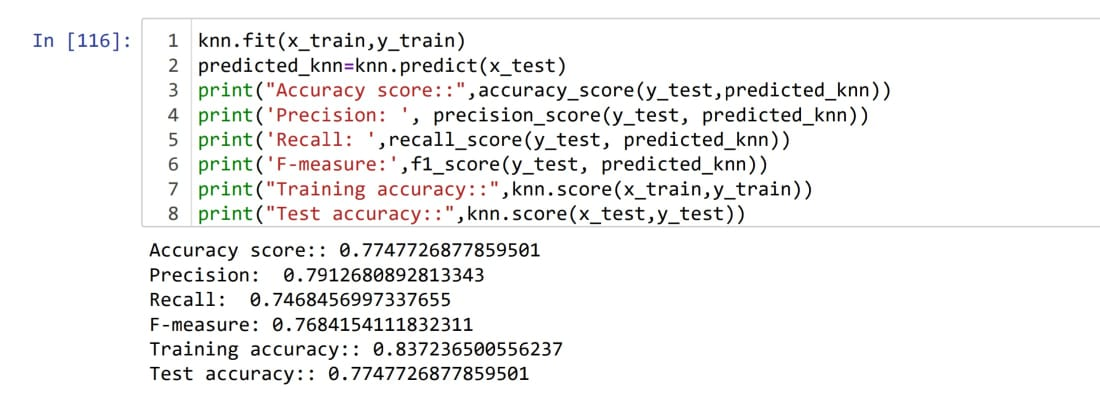 In [116]:
1 knn.fit(x_train,y_train)
2 predicted_knn=knn.predict(x_test)
3 print("Accuracy score::",accuracy_score(y_test,predicted_knn))
4 print('Precision: ', precision_score(y_test, predicted_knn))
5 print('Recall: ',recall_score(y_test, predicted_knn))
6 print('F-measure:',f1_score(y_test, predicted_knn))
7 print("Training accuracy::",knn.score(x_train,y_train))
8 print("Test accuracy::",knn.score(x_test,y_test))
Accuracy score:: 0.7747726877859501
Precision:  0.7912680892813343
Recall:  0.7468456997337655
F-measure: 0.7684154111832311
Training accuracy:: 0.837236500556237
Test accuracy:: 0.7747726877859501